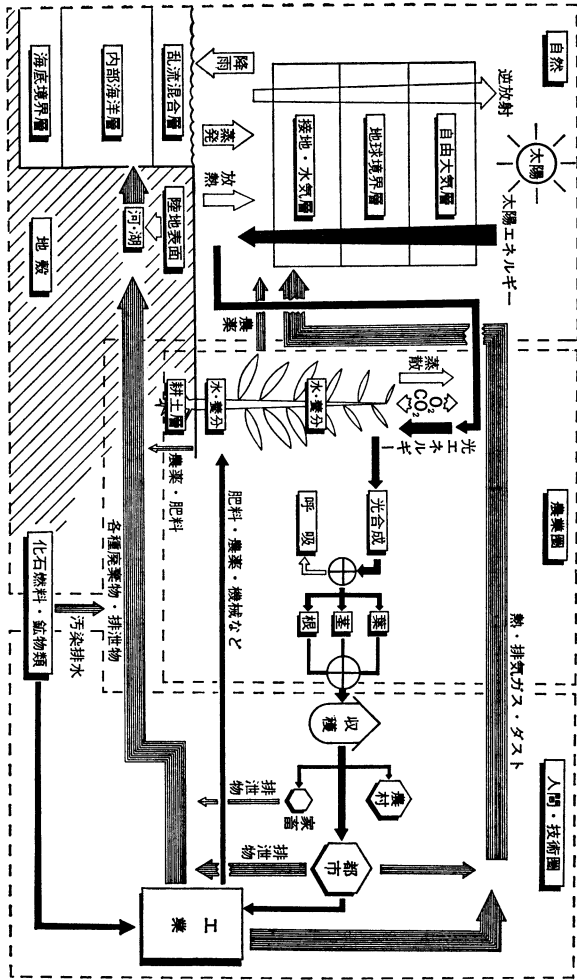 自然
農業圏
人間・技術圏
逆放射
太陽
太陽エネルギー
自由大気層
地球境界層
接地・水気層
降雨
蒸発
放熱
乱流混合層
内部海洋層
海底境界層
陸地表面
河・湖
地殻
農薬
蒸散
O₂
CO₂
光エネルギー
水・養分
水・養分
耕土層
農薬・肥料
光合成
呼吸
葉
茎
根
収穫
農村
家畜
都市
工業
排泄物
排泄物
熱・排気ガス・ダスト
肥料・農薬・機械など
各種廃棄物・排泄物
汚染排水
化石燃料・鉱物類